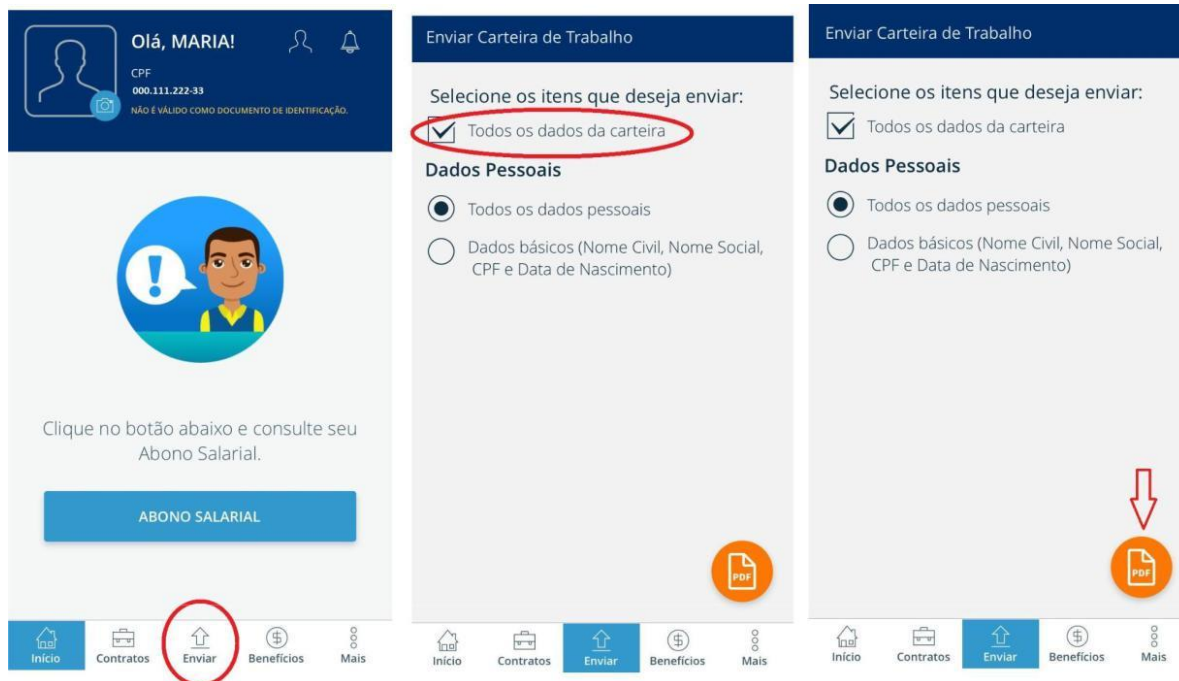 Olá, MARIA!
CPF
000.111.222-33
NÃO É VÁLIDO COMO DOCUMENTO DE IDENTIFICAÇÃO.
Clique no botão abaixo e consulte seu
Abono Salarial.
ABONO SALARIAL
Início Contratos Enviar Benefícios Mais
Enviar Carteira de Trabalho
Selecione os itens que deseja enviar:
Todos os dados da carteira
Dados Pessoais
Todos os dados pessoais
Dados básicos (Nome Civil, Nome Social,
CPF e Data de Nascimento)
PDF
Início Contratos Enviar Benefícios Mais
Enviar Carteira de Trabalho
Selecione os itens que deseja enviar:
Todos os dados da carteira
Dados Pessoais
Todos os dados pessoais
Dados básicos (Nome Civil, Nome Social,
CPF e Data de Nascimento)
PDF
Início Contratos Enviar Benefícios Mais